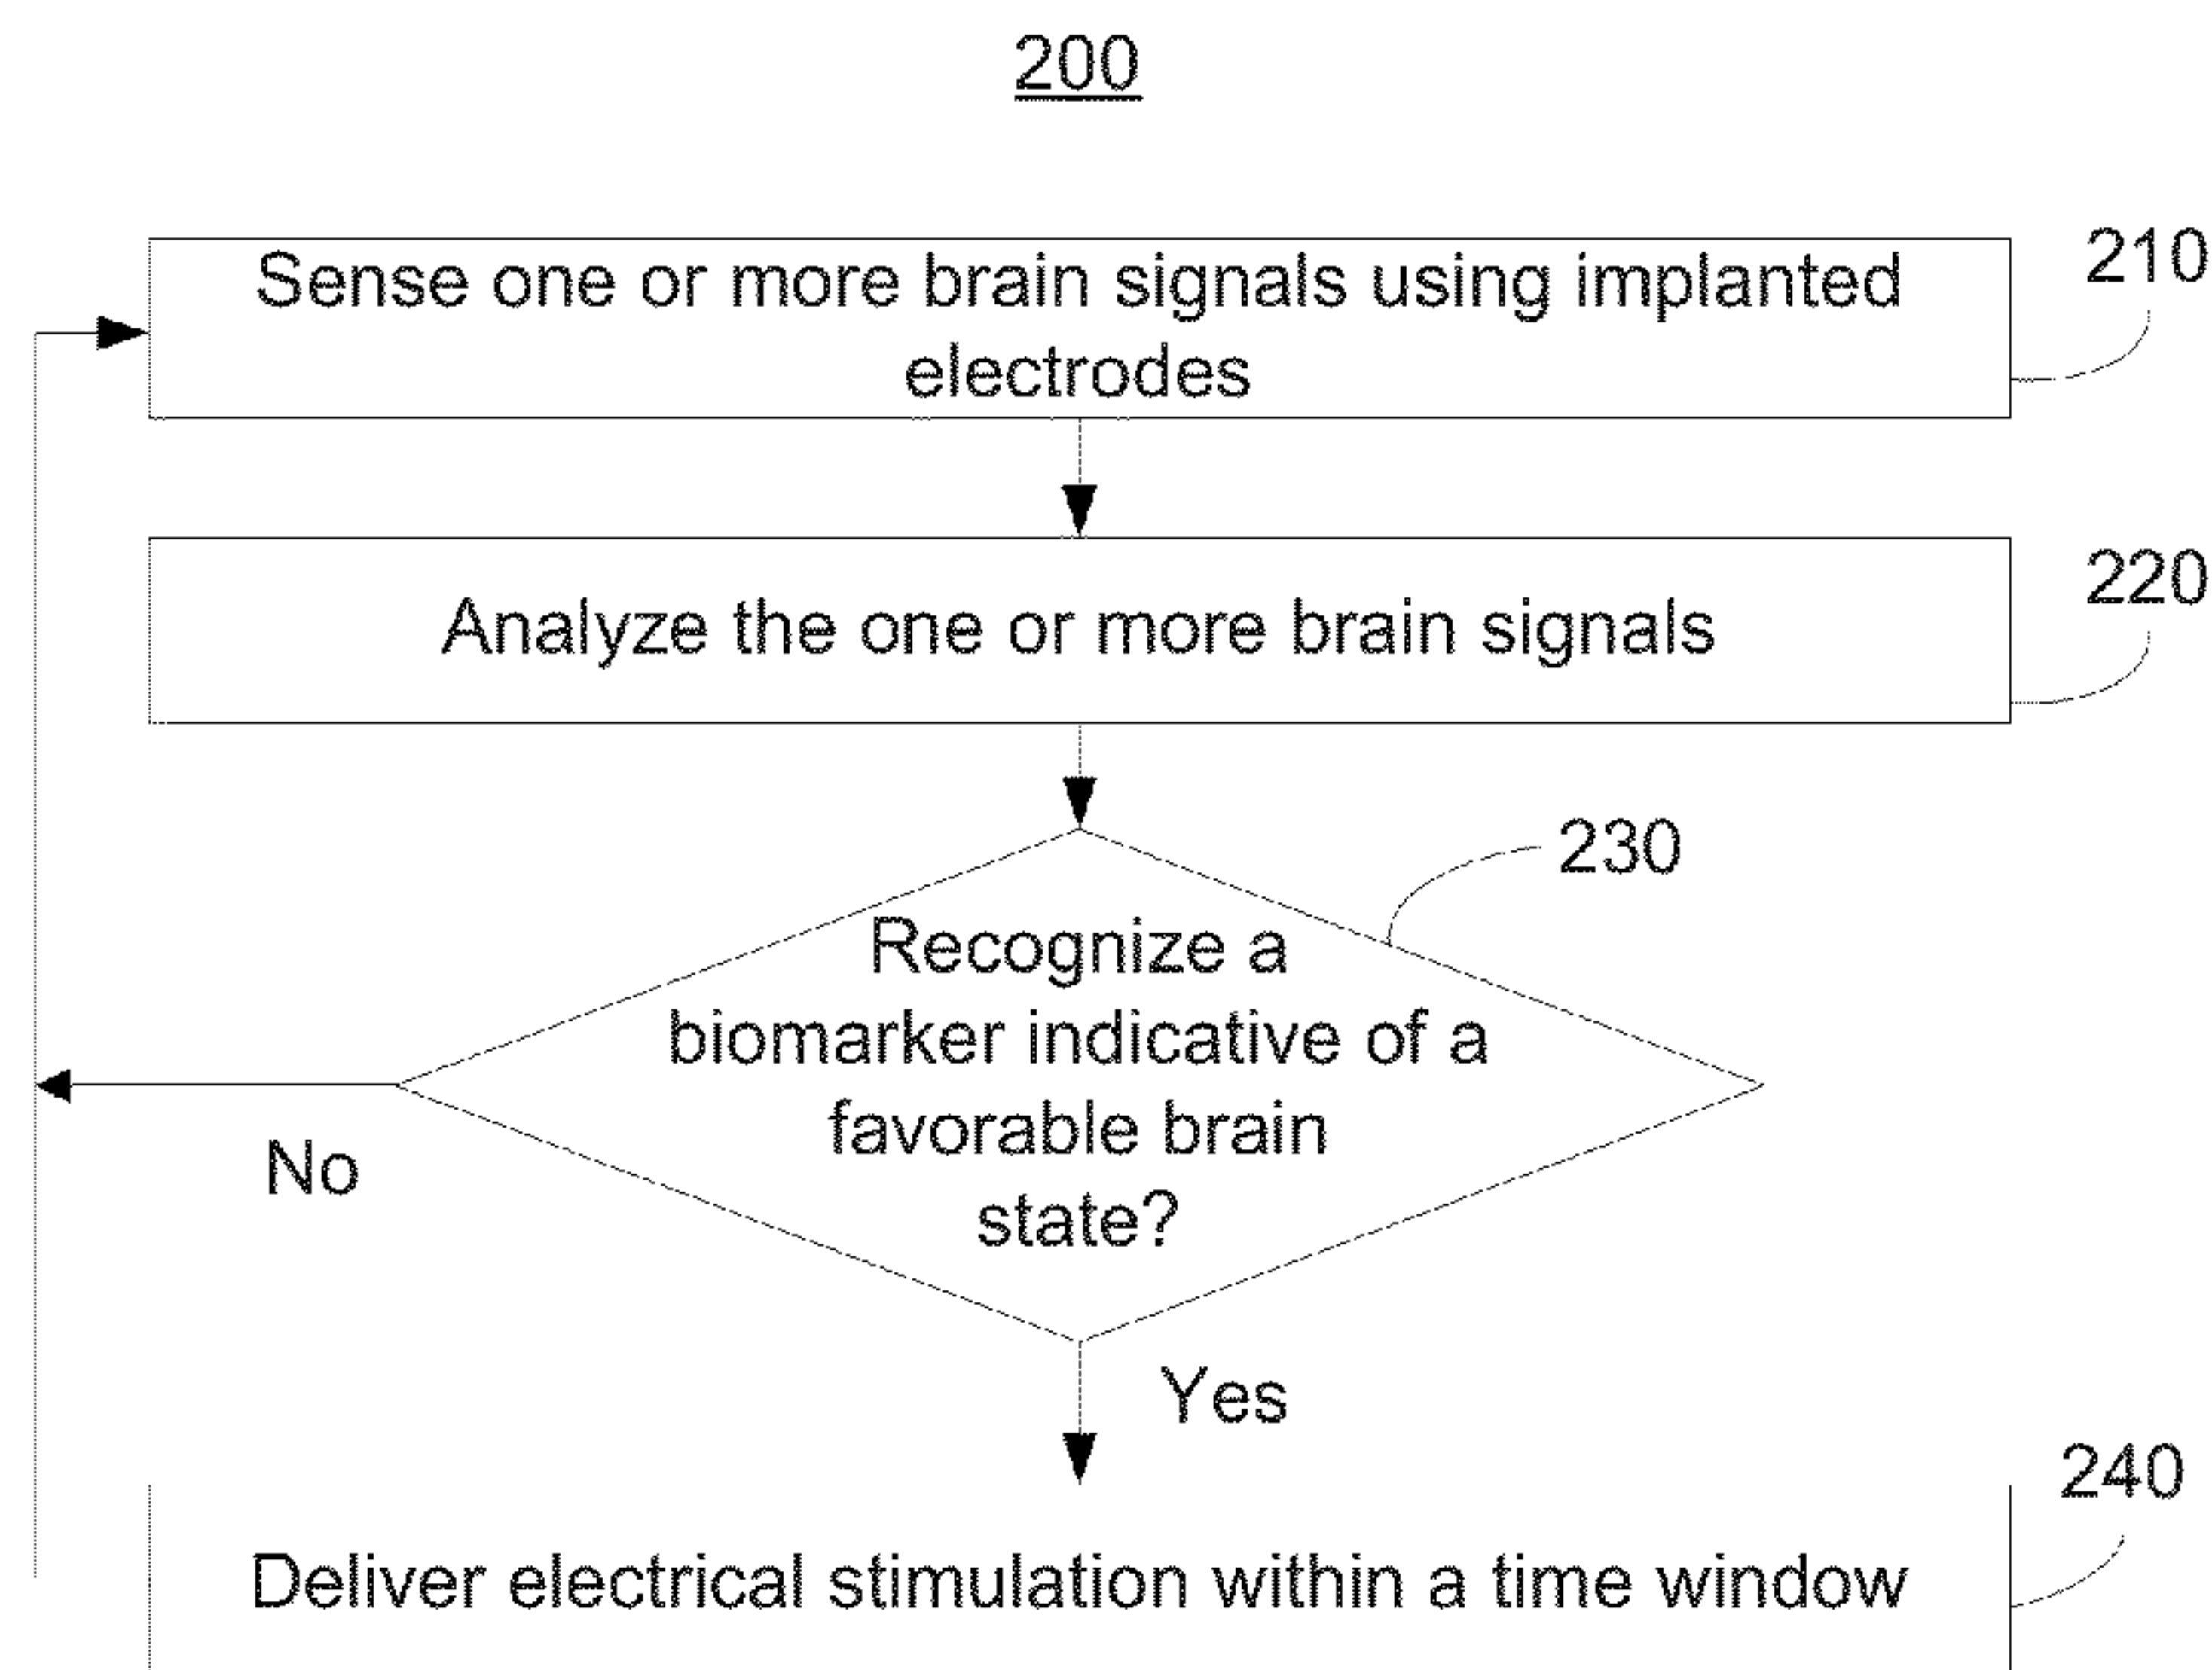 200
Sense one or more brain signals using implanted
electrodes
210
Analyze the one or more brain signals
220
230
Recognize a
biomarker indicative of a
favorable brain
state?
No
Yes
240
Deliver electrical stimulation within a time window